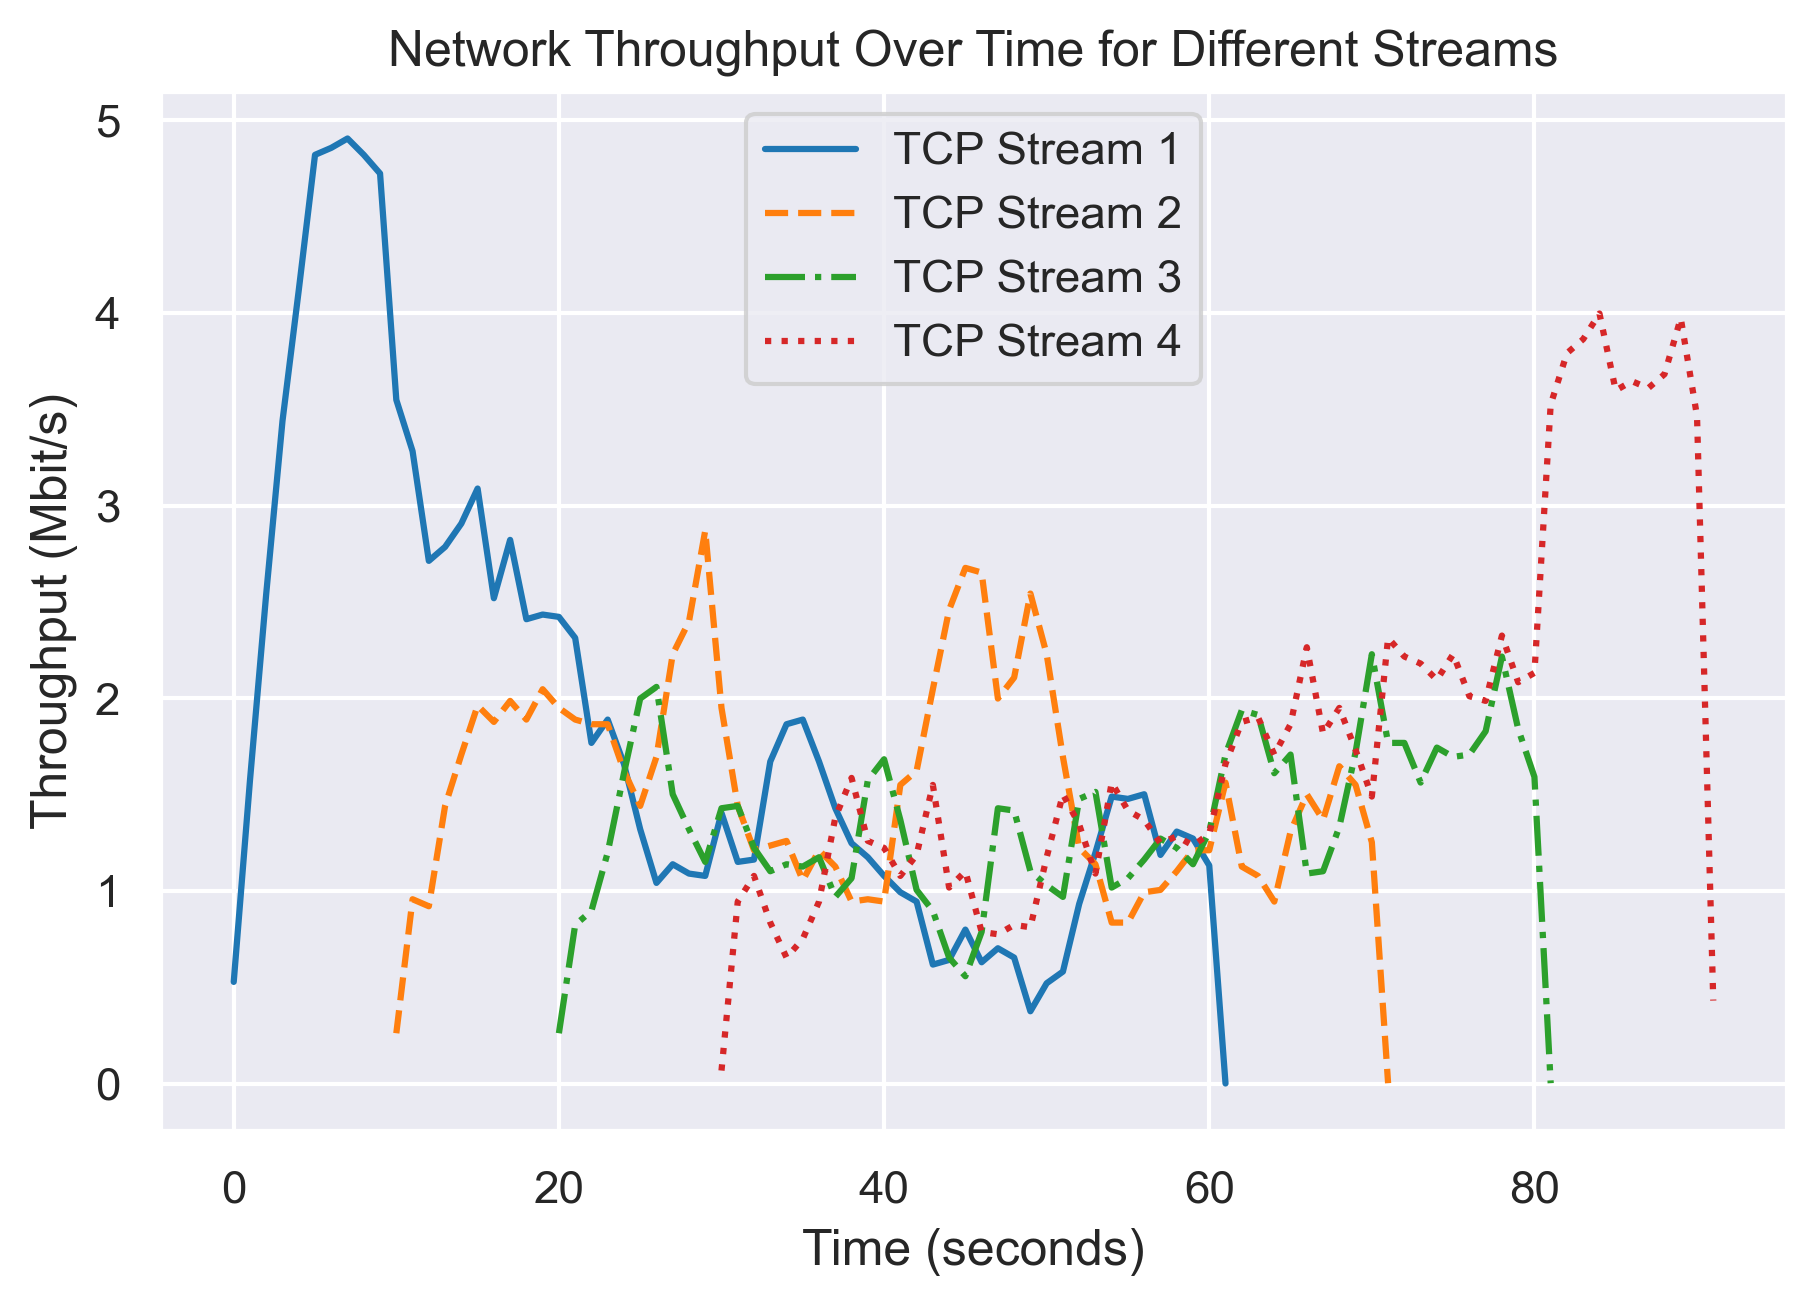 Network Throughput Over Time for Different Streams
Throughput (Mbit/s)
5
4
3
2
1
0
TCP Stream 1
TCP Stream 2
TCP Stream 3
TCP Stream 4
0 20 40 60 80
Time (seconds)